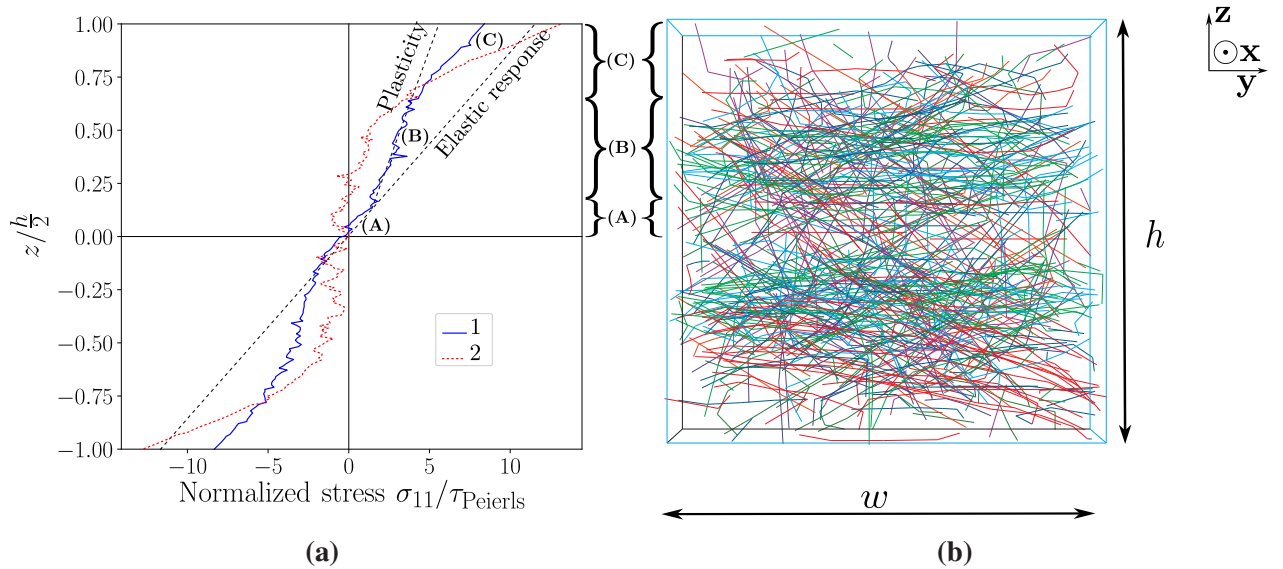 1.00
0.75
0.50
0.25
0.00
−0.25
−0.50
−0.75
−1.00
z/h/2
−10 −5 0 5 10
Normalized stress σ11/τPeierls
Plasticity
Elastic response
(C)
(B)
(A)
1
2
(C)
(B)
(A)
z
x
y
h
w
(a)
(b)